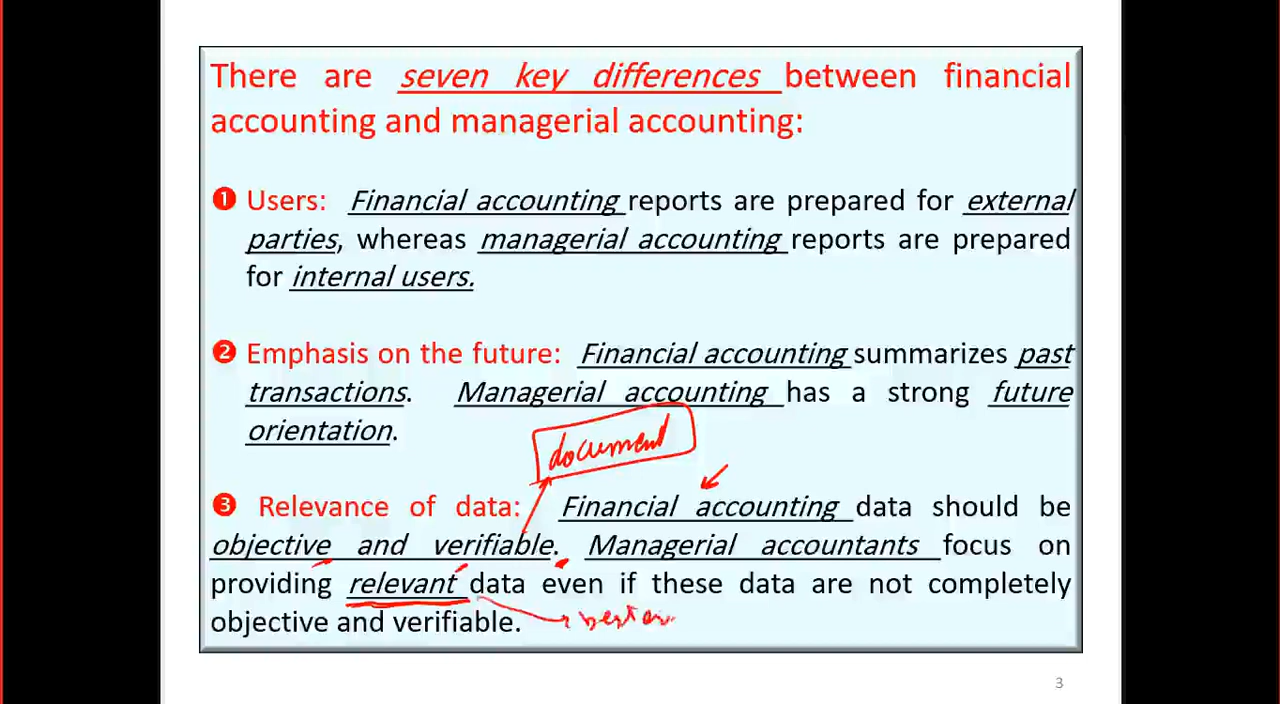 There are seven key differences between financial
accounting and managerial accounting:
❶ Users: Financial accounting reports are prepared for external
parties, whereas managerial accounting reports are prepared
for internal users.
❷ Emphasis on the future: Financial accounting summarizes past
transactions. Managerial accounting has a strong future
orientation.
document
❸ Relevance of data: Financial accounting data should be
objective and verifiable. Managerial accountants focus on
providing relevant data even if these data are not completely
objective and verifiable.
3